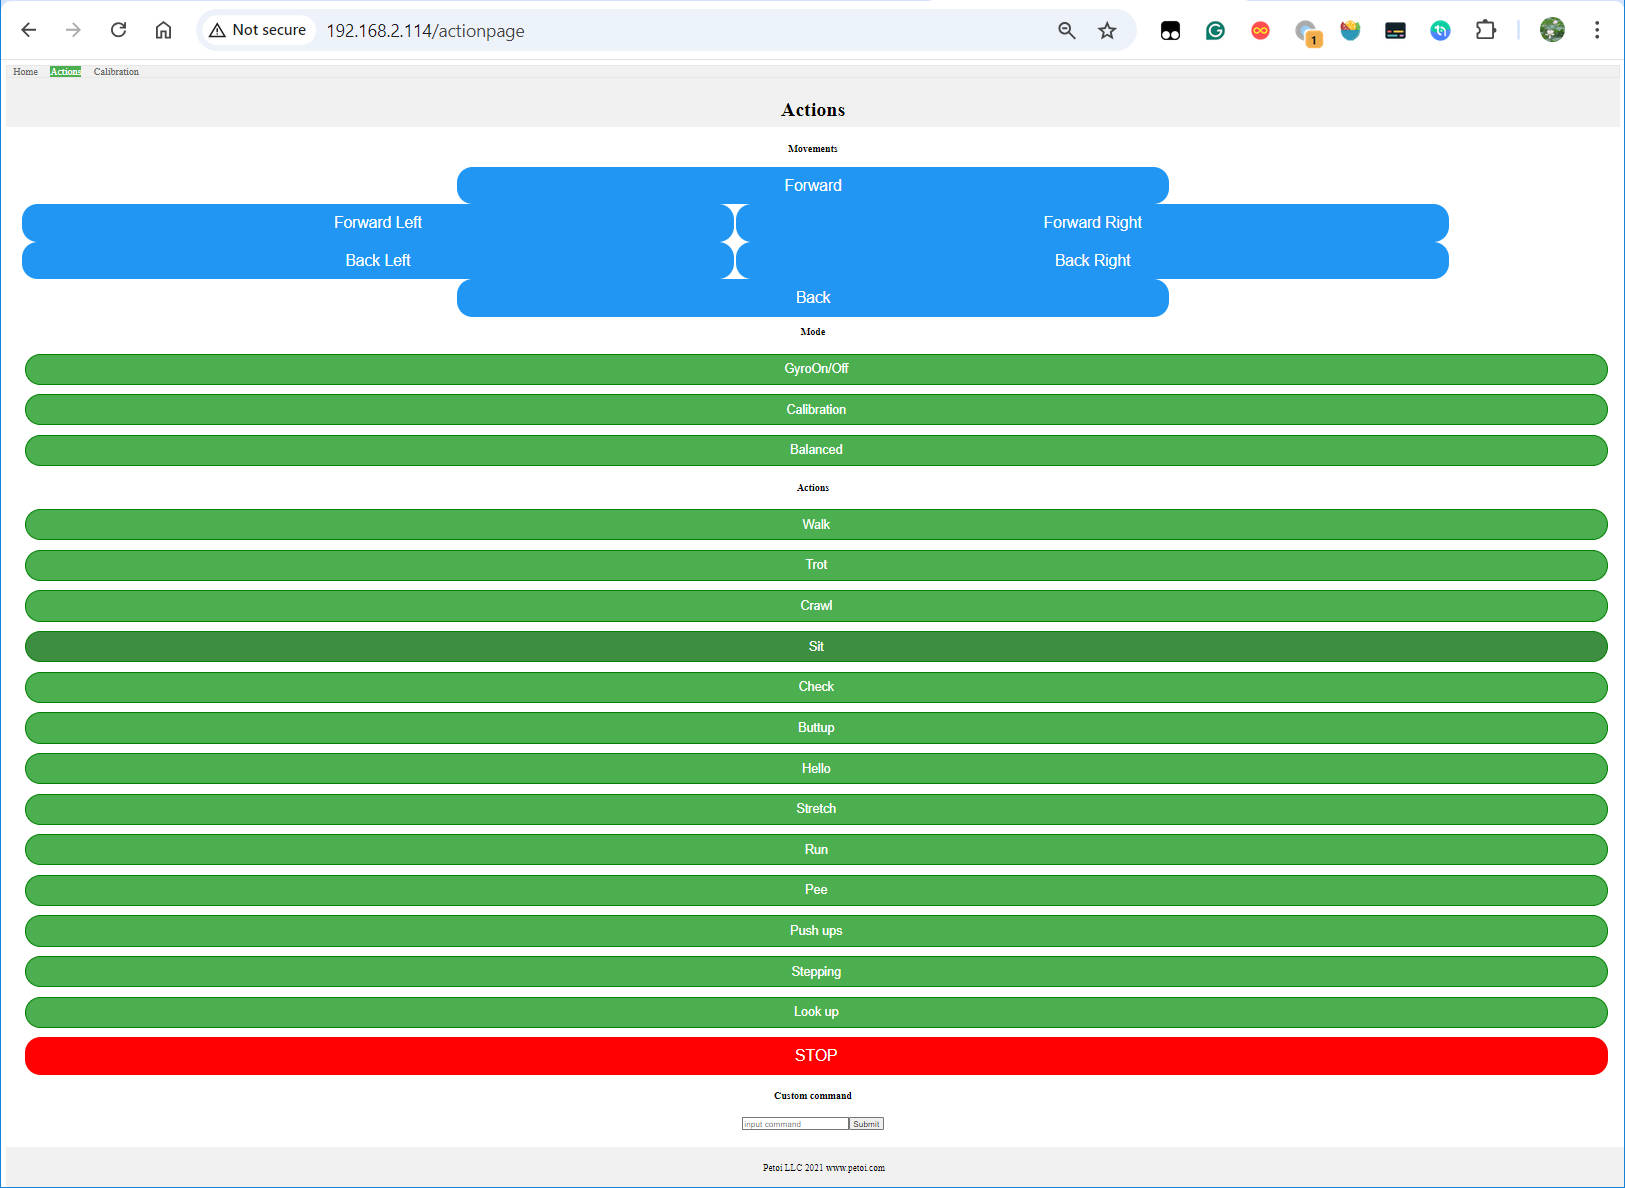 Not secure 192.168.2.114/actionpage
1
Home Actions Calibration
Actions
Movements
Forward
Forward Left Forward Right
Back Left Back Right
Back
Mode
GyroOn/Off
Calibration
Balanced
Actions
Walk
Trot
Crawl
Sit
Check
Buttup
Hello
Stretch
Run
Pee
Push ups
Stepping
Look up
STOP
Custom command
input command Submit
Petoi LLC 2021 www.petoi.com